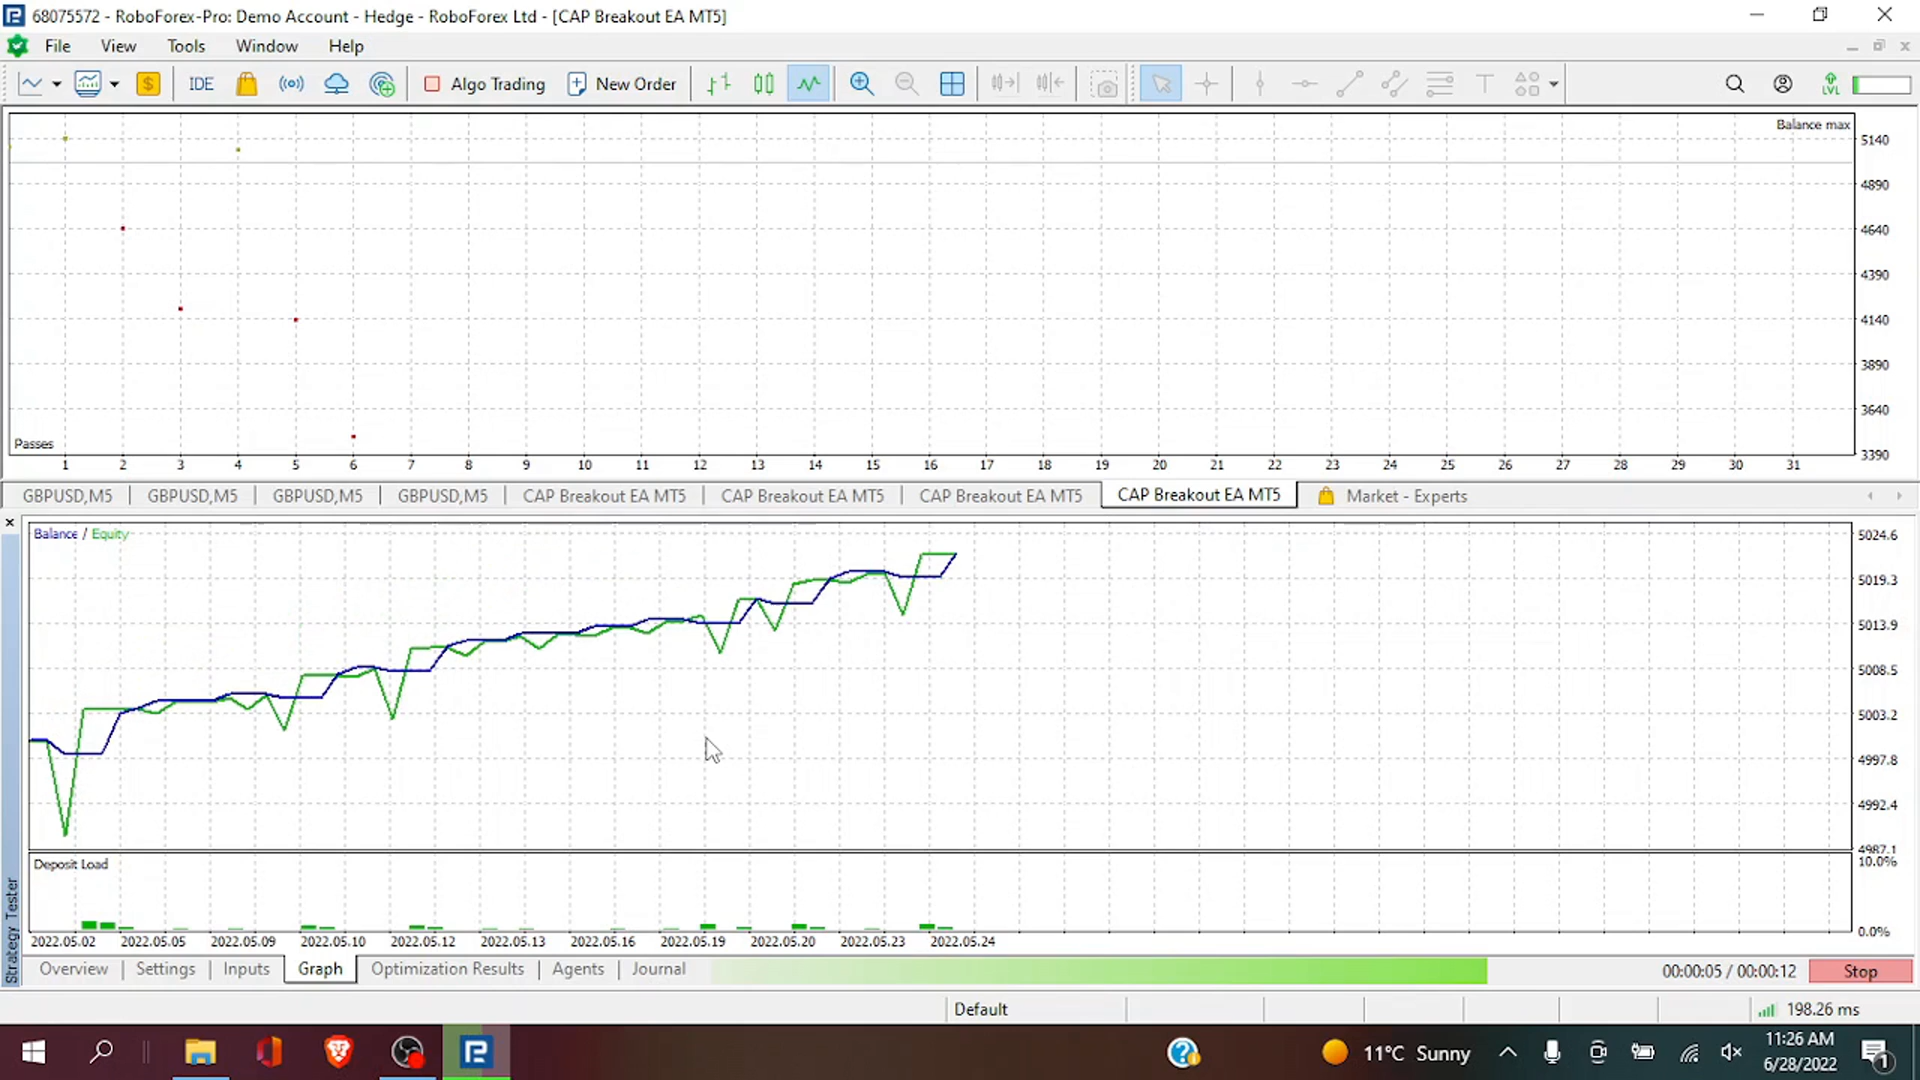 68075572 - RoboForex-Pro: Demo Account - Hedge - RoboForex Ltd - [CAP Breakout EA MT5]
File View Tools Window Help
IDE Algo Trading New Order LVL
Balance max
5140
4890
4640
4390
4140
3890
3640
3390
Passes
1 2 3 4 5 6 7 8 9 10 11 12 13 14 15 16 17 18 19 20 21 22 23 24 25 26 27 28 29 30 31
GBPUSD,M5 GBPUSD,M5 GBPUSD,M5 GBPUSD,M5 CAP Breakout EA MT5 CAP Breakout EA MT5 CAP Breakout EA MT5 CAP Breakout EA MT5 Market - Experts
Balance / Equity
5024.6
5019.3
5013.9
5008.5
5003.2
4997.8
4992.4
4987.1
Deposit Load
10.0%
0.0%
2022.05.02 2022.05.05 2022.05.09 2022.05.10 2022.05.12 2022.05.13 2022.05.16 2022.05.19 2022.05.20 2022.05.23 2022.05.24
Strategy Tester
Overview Settings Inputs Graph Optimization Results Agents Journal 00:00:05 / 00:00:12 Stop
Default 198.26 ms
11°C Sunny
11:26 AM
6/28/2022
1